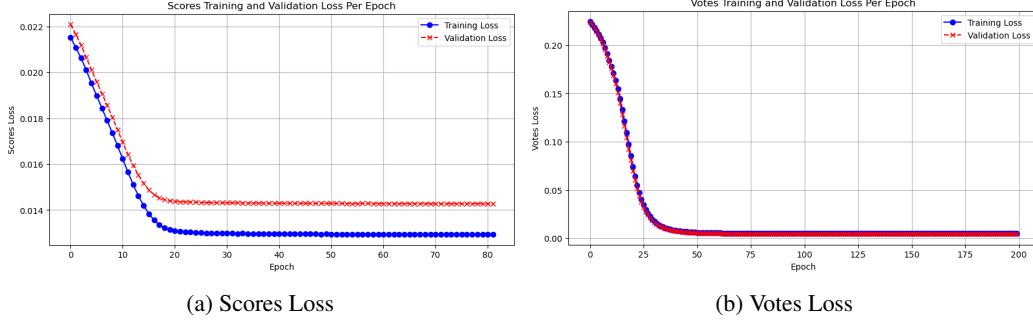 Scores Training and Validation Loss Per Epoch
Training Loss
Validation Loss
Scores Loss
0.022
0.020
0.018
0.016
0.014
0 10 20 30 40 50 60 70 80
Epoch
(a) Scores Loss
Votes Training and Validation Loss Per Epoch
Training Loss
Validation Loss
Votes Loss
0.20
0.15
0.10
0.05
0.00
0 25 50 75 100 125 150 175 200
Epoch
(b) Votes Loss